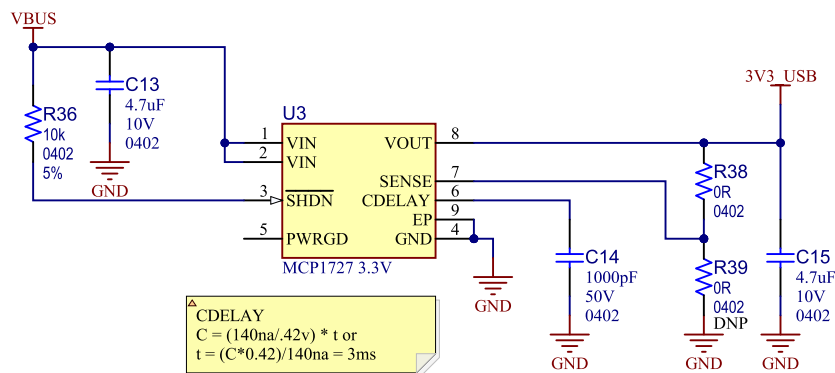 VBUS
C13
4.7uF
10V
0402
GND
R36
10k
0402
5%
U3
1 VIN
2 VIN
3 SHDN
5 PWRGD
VOUT 8
SENSE 7
CDELAY 6
EP 9
GND 4
MCP1727 3.3V
GND
C14
1000pF
50V
0402
GND
3V3_USB
R38
0R
0402
R39
0R
0402
DNP
GND
C15
4.7uF
10V
0402
GND
CDELAY
C = (140na/.42v) * t or
t = (C*0.42)/140na = 3ms